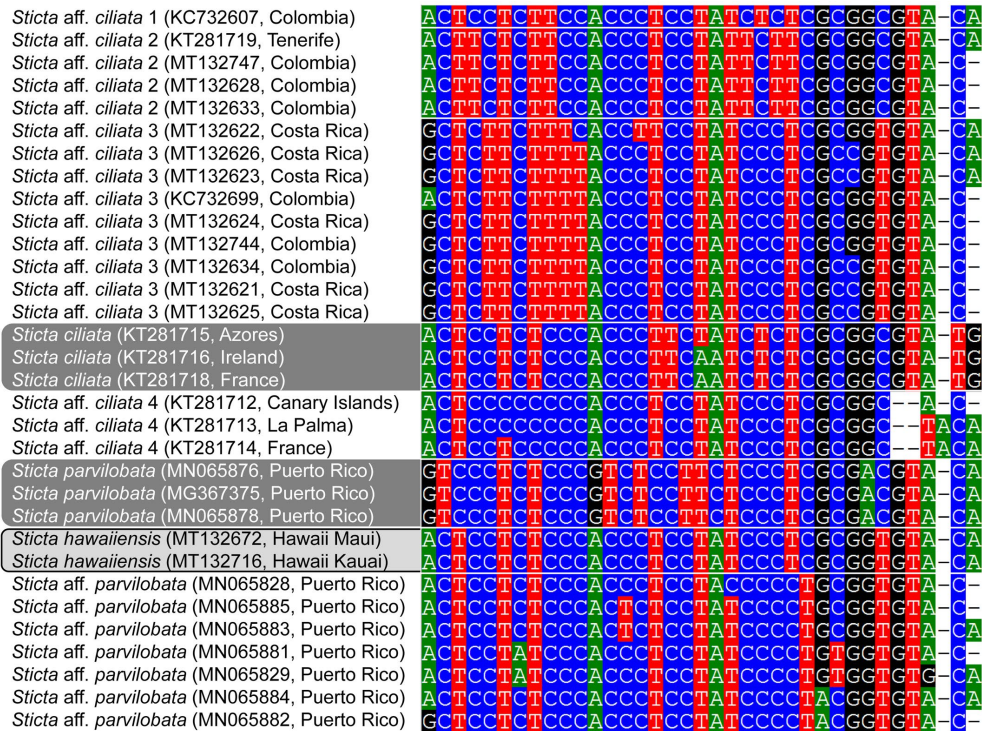 Sticta aff. ciliata 1 (KC732607, Colombia) ACTCCTCTTCCACCCTCCTATCTCTCGCGGCGTA-CA
Sticta aff. ciliata 2 (KT281719, Tenerife) ACTTCTCTTCCACCCTCCTATTCTTCGCGGCGTA-CA
Sticta aff. ciliata 2 (MT132747, Colombia) ACTTCTCTTCCACCCTCCTATTCTTCGCGGCGTA-C-
Sticta aff. ciliata 2 (MT132628, Colombia) ACTTCTCTTCCACCCTCCTATTCTTCGCGGCGTA-C-
Sticta aff. ciliata 2 (MT132633, Colombia) ACTTCTCTTCCACCCTCCTATTCTTCGCGGCGTA-C-
Sticta aff. ciliata 3 (MT132622, Costa Rica) GCTCTTCTTTCACCTTCCTATCCCTCGCGGTGTA-CA
Sticta aff. ciliata 3 (MT132626, Costa Rica) GCTCTTCTTTTACCCTCCTATCCCTCGCCGTGTA-CA
Sticta aff. ciliata 3 (MT132623, Costa Rica) GCTCTTCTTTTACCCTCCTATCCCTCGCCGTGTA-CA
Sticta aff. ciliata 3 (KC732699, Colombia) ACTCTTCTTTTACCCTCCTATCCCTCGCGGTGTA-C-
Sticta aff. ciliata 3 (MT132624, Costa Rica) GCTCTTCTTTTACCCTCCTATCCCTCGCGGTGTA-C-
Sticta aff. ciliata 3 (MT132744, Colombia) GCTCTTCTTTTACCCTCCTATCCCTCGCGGTGTA-C-
Sticta aff. ciliata 3 (MT132634, Colombia) GCTCTTCTTTTACCCTCCTATCCCTCGCCGTGTA-C-
Sticta aff. ciliata 3 (MT132621, Costa Rica) GCTCTTCTTTTACCCTCCTATCCCTCGCCGTGTA-C-
Sticta aff. ciliata 3 (MT132625, Costa Rica) GCTCTTCTTTTACCCTCCTATCCCTCGCCGTGTA-C-
Sticta ciliata (KT281715, Azores) ACTCCTCTCCCACCCTTCTATCTCTCGCGGCGTA-TG
Sticta ciliata (KT281716, Ireland) ACTCCTCTCCCACCCTTCAATCTCTCGCGGCGTA-TG
Sticta ciliata (KT281718, France) ACTCCTCTCCCACCCTTCAATCTCTCGCGGCGTA-TG
Sticta aff. ciliata 4 (KT281712, Canary Islands) ACTCCCCCCCCACCCTCCTATCCCTCGCGGC--A-C-
Sticta aff. ciliata 4 (KT281713, La Palma) ACTCCCCCCCCACCCTCCTATCCCTCGCGGC--TACA
Sticta aff. ciliata 4 (KT281714, France) ACTCCTCCCCCACCCTCCTATCCCTCGCGGC--TACA
Sticta parvilobata (MN065876, Puerto Rico) GTCCCTCTCCCGTCTCCTTCTCCCTCGCGACGTA-CA
Sticta parvilobata (MG367375, Puerto Rico) GTCCCTCTCCCGTCTCCTTCTCCCTCGCGACGTA-CA
Sticta parvilobata (MN065878, Puerto Rico) GTCCCTCTCCCGTCTCCTTCTCCCTCGCGACGTA-CA
Sticta hawaiiensis (MT132672, Hawaii Maui) ACTCCTCTCCCACCCTCCTATCCCTCGCGGTGTA-CA
Sticta hawaiiensis (MT132716, Hawaii Kauai) ACTCCTCTCCCACCCTCCTATCCCTCGCGGTGTA-C-
Sticta aff. parvilobata (MN065828, Puerto Rico) ACTCCTCTCCCACCCTCCTACCCCCTGCGGTGTA-C-
Sticta aff. parvilobata (MN065885, Puerto Rico) ACTCCTCTCCCACTCTCCTATCCCCTGCGGTGTA-C-
Sticta aff. parvilobata (MN065883, Puerto Rico) ACTCCTCTCCCACTCTCCTATCCCCTGCGGTGTA-CA
Sticta aff. parvilobata (MN065881, Puerto Rico) ACTCCTATCCCACCCTCCTATCCCCTGTGGTGTA-C-
Sticta aff. parvilobata (MN065829, Puerto Rico) ACTCCTATCCCACCCTCCTATCCCCTGTGGTGTG-CA
Sticta aff. parvilobata (MN065884, Puerto Rico) ACTCCTCTCCCACCCTCCTATCCCCTACGGTGTA-CA
Sticta aff. parvilobata (MN065882, Puerto Rico) GCTCCTCTCCCACCCTCCTATCCCCTACGGTGTA-C-